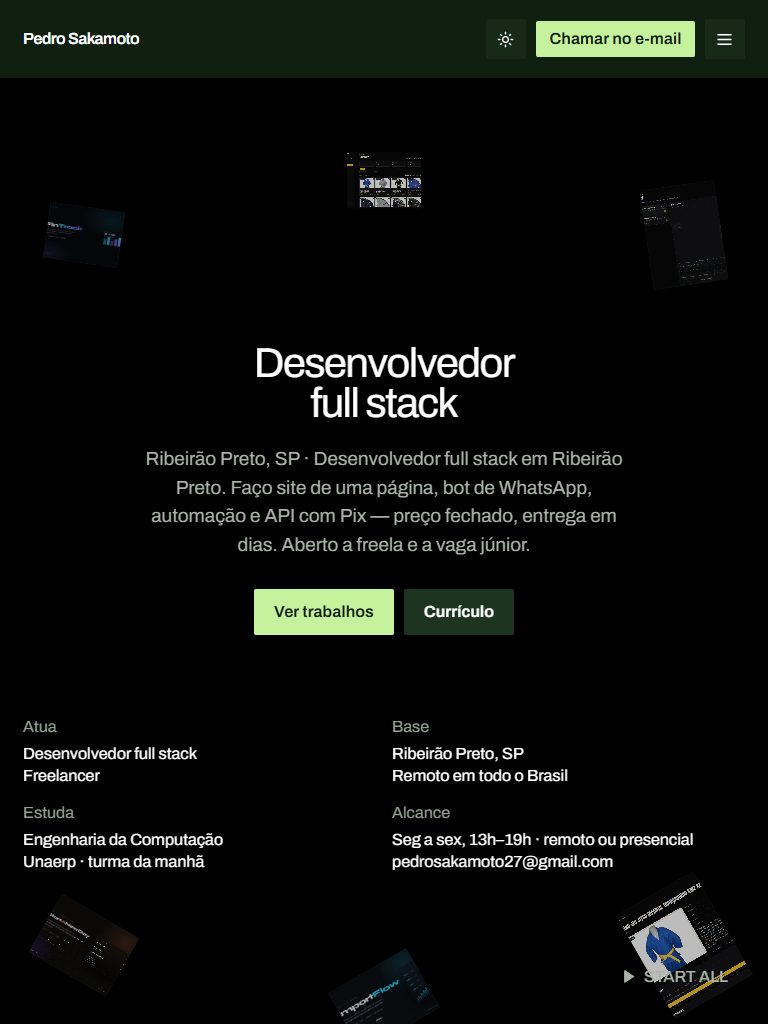 Pedro Sakamoto
Chamar no e-mail
FinTrack
Desenvolvedor
full stack
Ribeirão Preto, SP · Desenvolvedor full stack em Ribeirão
Preto. Faço site de uma página, bot de WhatsApp,
automação e API com Pix — preço fechado, entrega em
dias. Aberto a freela e a vaga júnior.
Ver trabalhos
Currículo
Atua
Desenvolvedor full stack
Freelancer
Base
Ribeirão Preto, SP
Remoto em todo o Brasil
Estuda
Engenharia da Computação
Unaerp · turma da manhã
Alcance
Seg a sex, 13h–19h · remoto ou presencial
pedrosakamoto27@gmail.com
START ALL
ImportFlow